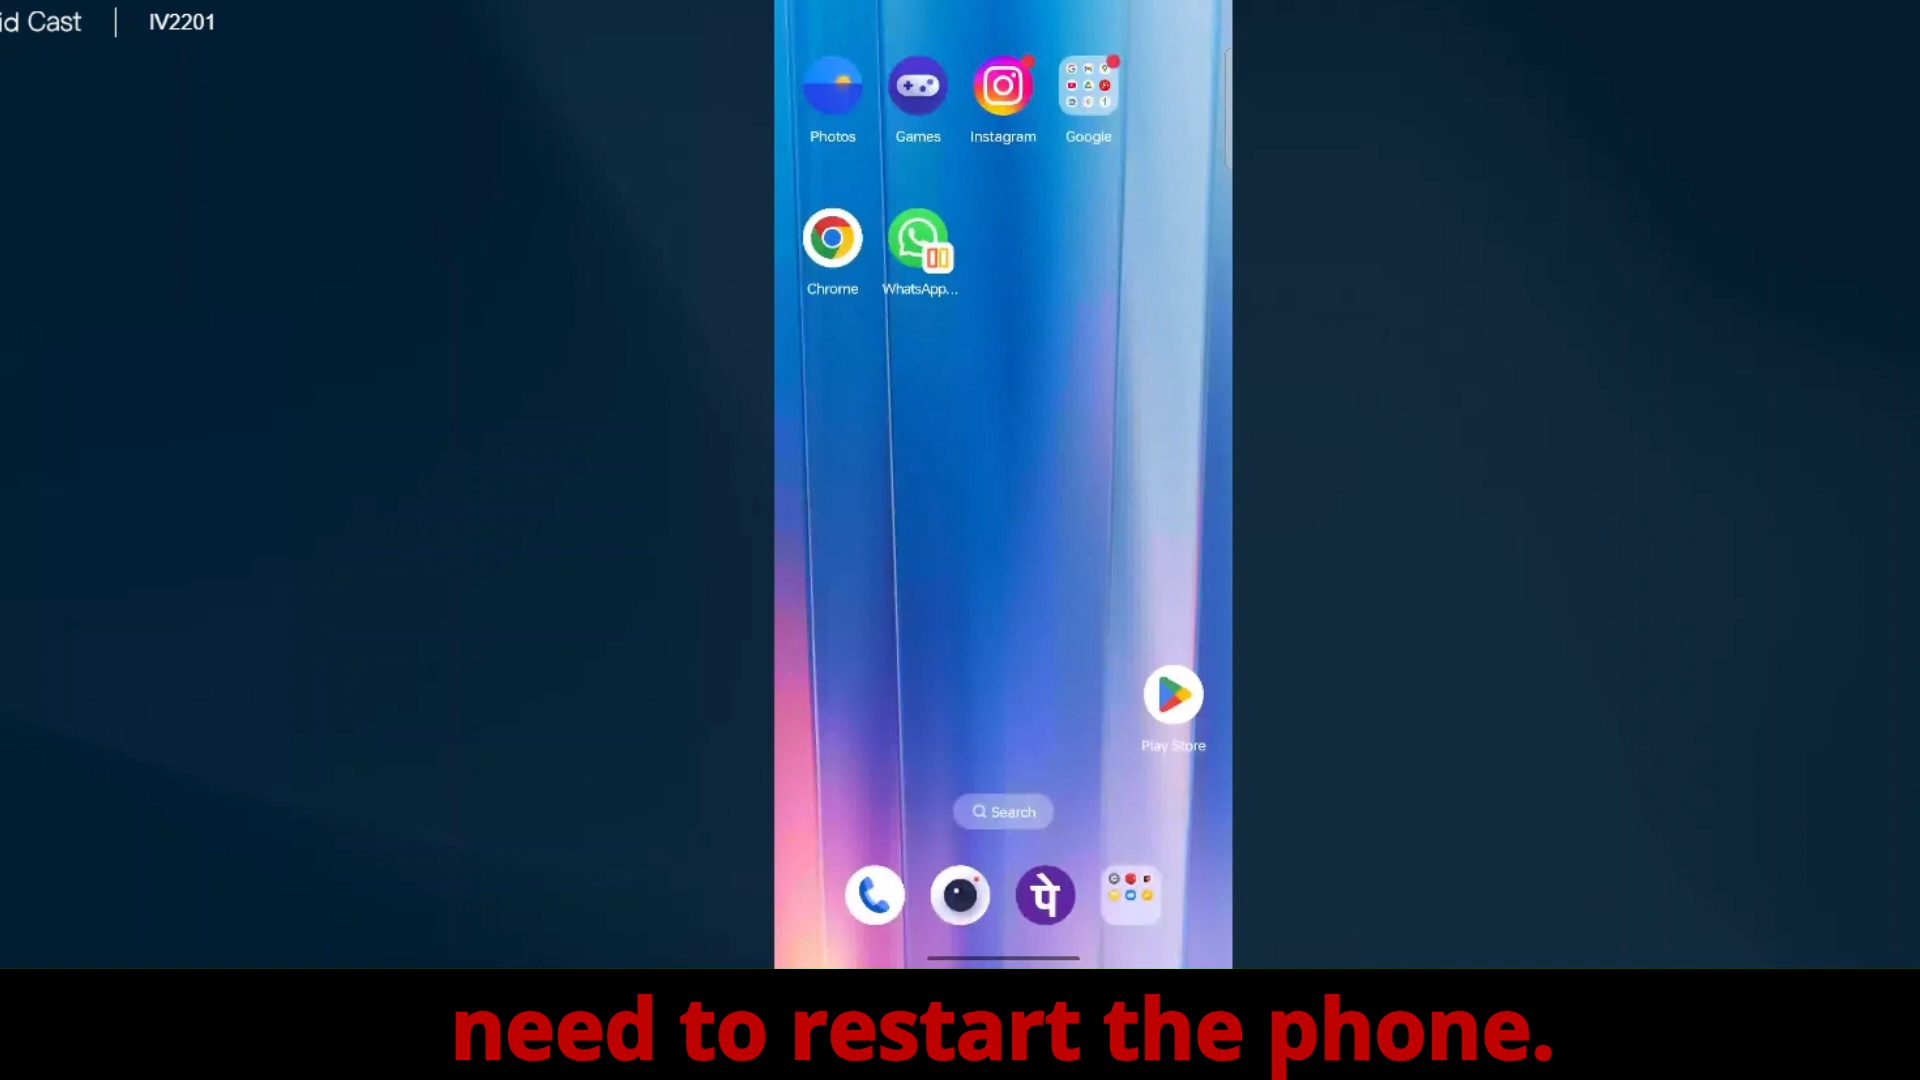 id Cast | IV2201
Photos Games Instagram Google
Chrome WhatsApp...
Play Store
Search
पे
need to restart the phone.